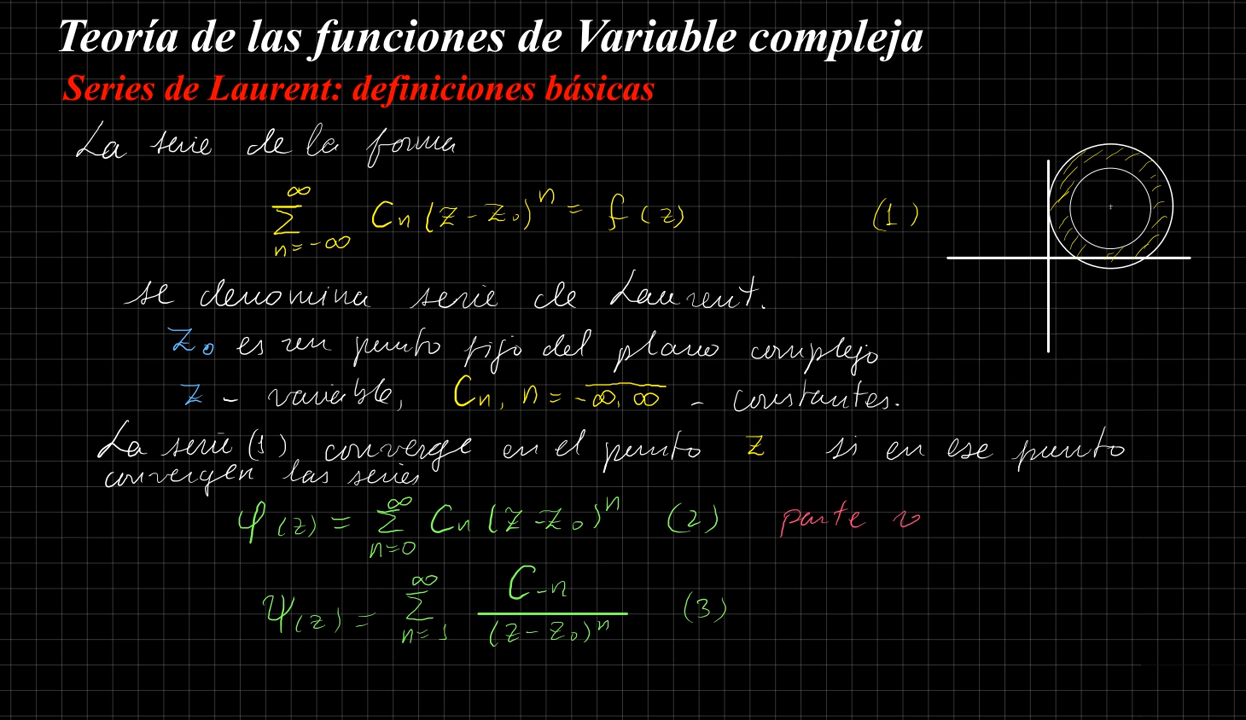 Teoría de las funciones de Variable compleja
Series de Laurent: definiciones básicas
La serie de la forma
∞
∑ Cn (z - z₀)ⁿ = f(z) (1)
n=-∞
se denomina serie de Laurent.
z₀ es un punto fijo del plano complejo
z - variable, Cn, n = -∞, ∞ - constantes.
La serie (1) converge en el punto z si en ese punto
convergen las series
∞
φ(z) = ∑ Cn (z - z₀)ⁿ (2) parte
n=0
∞
ψ(z) = ∑ C-n / (z - z₀)ⁿ (3)
n=1